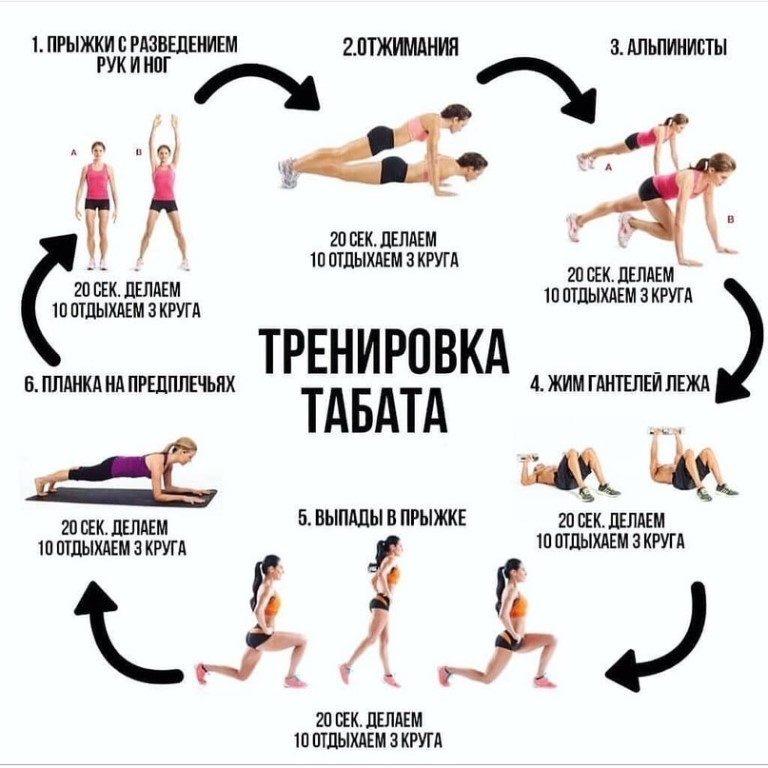 1. ПРЫЖКИ С РАЗВЕДЕНИЕМ
РУК И НОГ
A
B
20 СЕК. ДЕЛАЕМ
10 ОТДЫХАЕМ 3 КРУГА
2.ОТЖИМАНИЯ
20 СЕК. ДЕЛАЕМ
10 ОТДЫХАЕМ 3 КРУГА
3. АЛЬПИНИСТЫ
A
B
20 СЕК. ДЕЛАЕМ
10 ОТДЫХАЕМ 3 КРУГА
ТРЕНИРОВКА
ТАБАТА
4. ЖИМ ГАНТЕЛЕЙ ЛЕЖА
20 СЕК. ДЕЛАЕМ
10 ОТДЫХАЕМ 3 КРУГА
5. ВЫПАДЫ В ПРЫЖКЕ
20 СЕК. ДЕЛАЕМ
10 ОТДЫХАЕМ 3 КРУГА
6. ПЛАНКА НА ПРЕДПЛЕЧЬЯХ
20 СЕК. ДЕЛАЕМ
10 ОТДЫХАЕМ 3 КРУГА